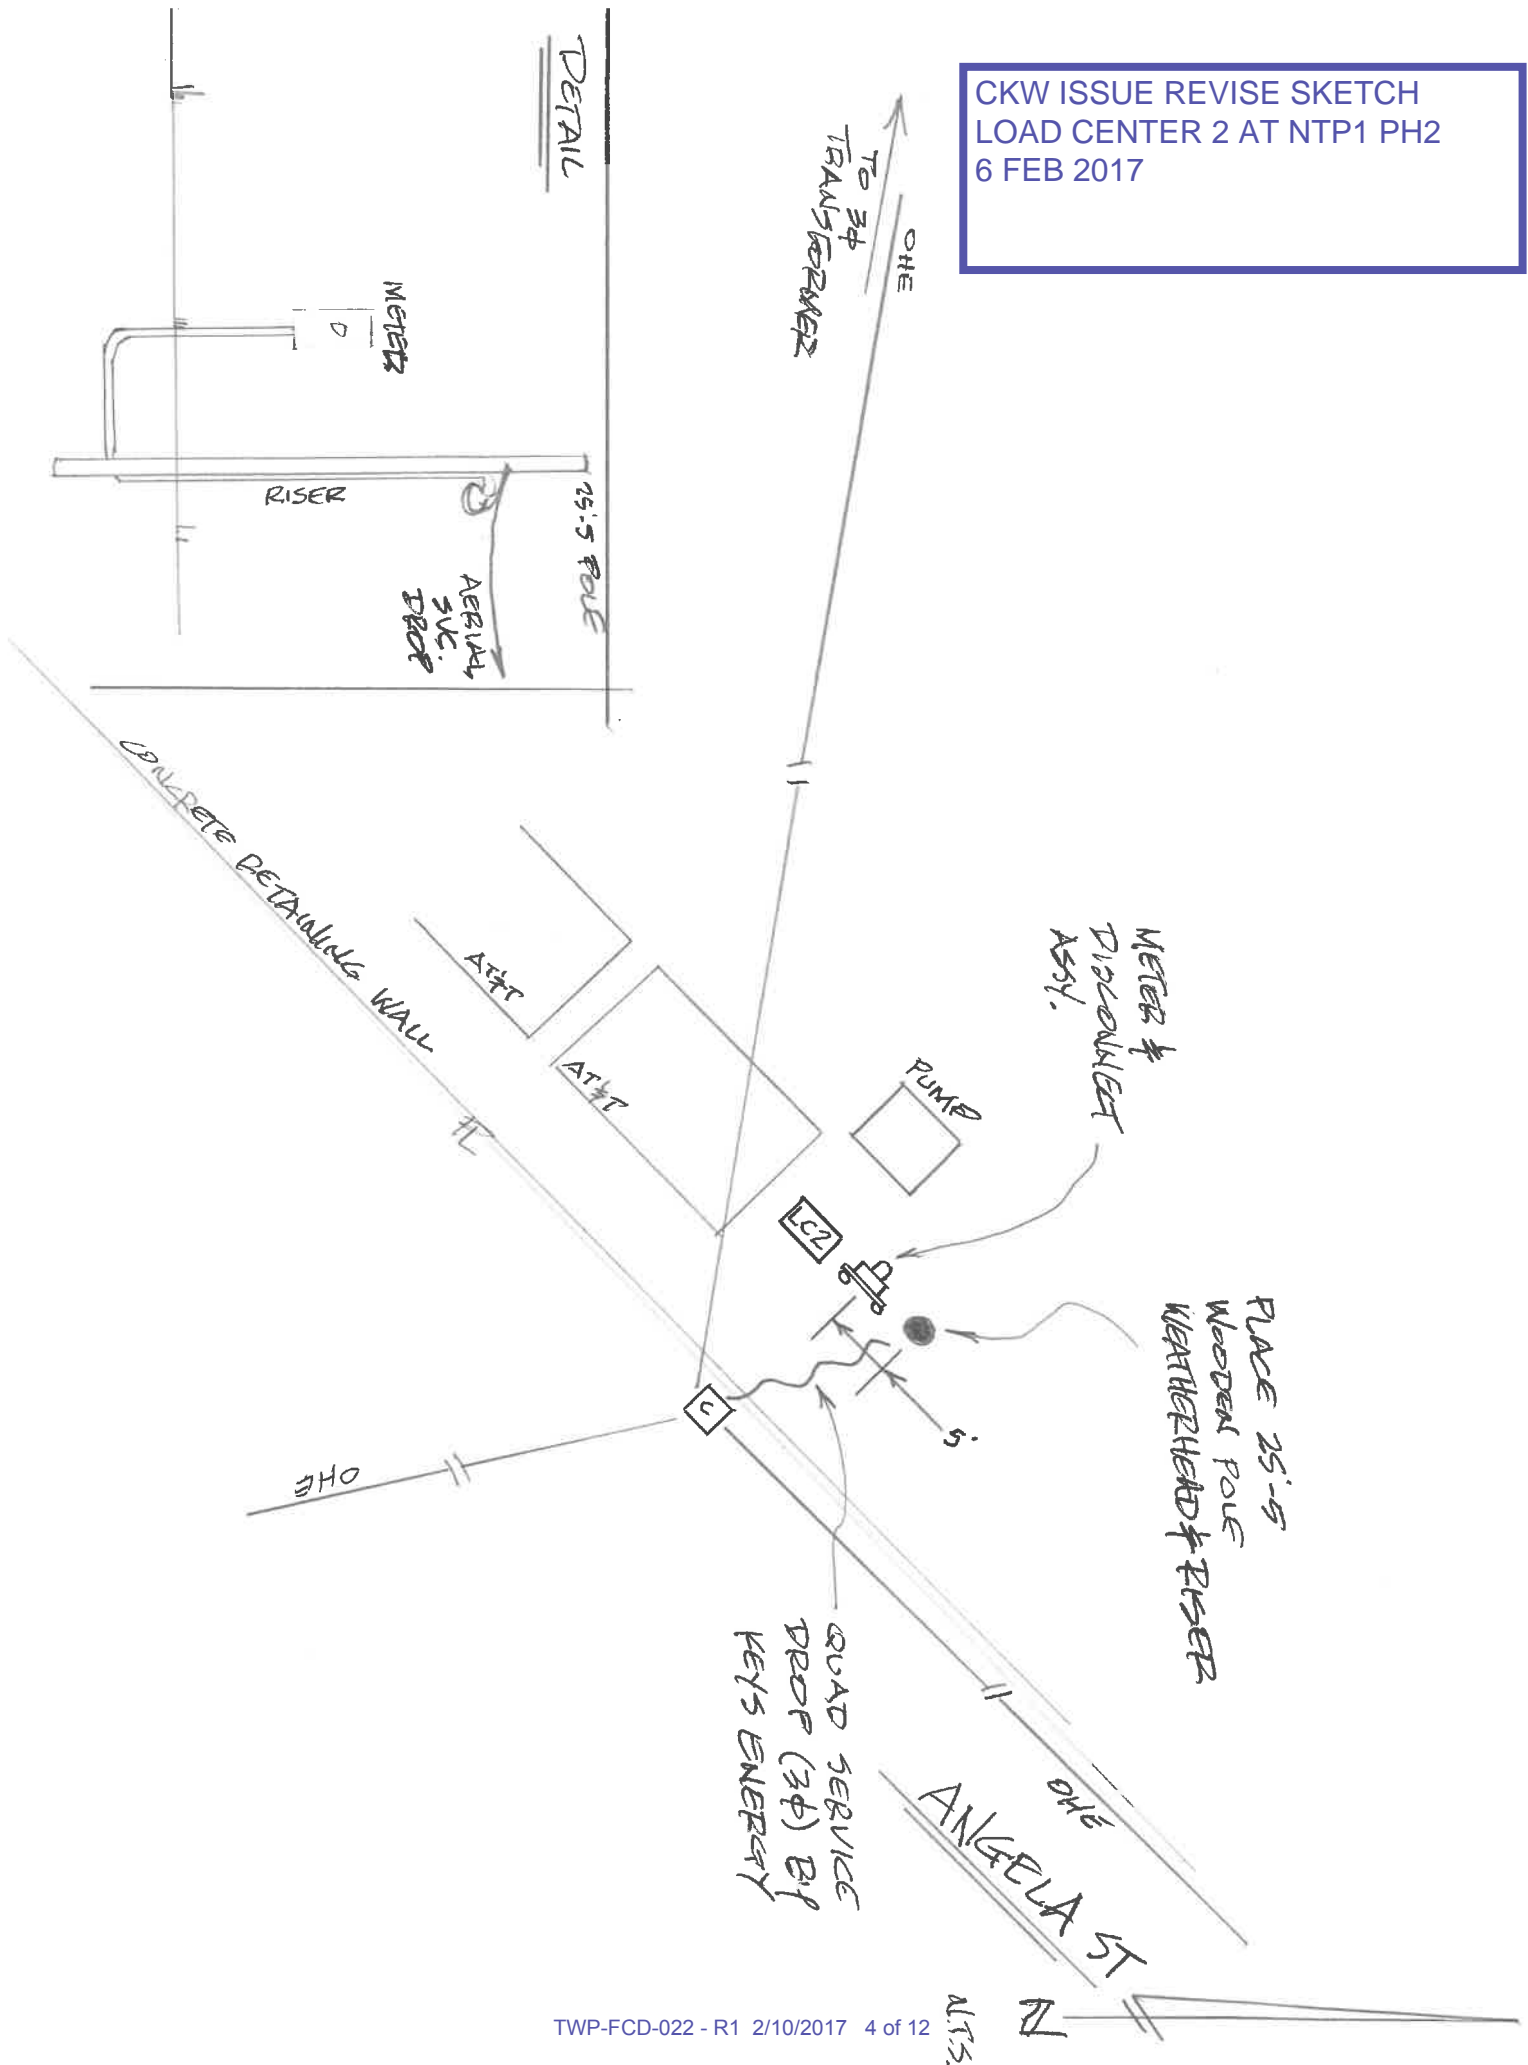 CKW ISSUE REVISE SKETCH
LOAD CENTER 2 AT NTP1 PH2
6 FEB 2017
DETAIL
METER
D
RISER
25'-5 POLE
AERIAL
SVC.
DROP
OHE
TO 3φ
TRANSFORMER
CONCRETE RETAINING WALL
AT&T
AT&T
PUMP
LC2
METER &
DISCONNECT
ASSY.
PLACE 25'-5
WOODEN POLE
WEATHERHEAD & RISER
5'
C
OHE
QUAD SERVICE
DROP (3φ) BY
KEYS ENERGY
OHE
ANGELA ST
N
N.T.S.
TWP-FCD-022 - R1 2/10/2017 4 of 12